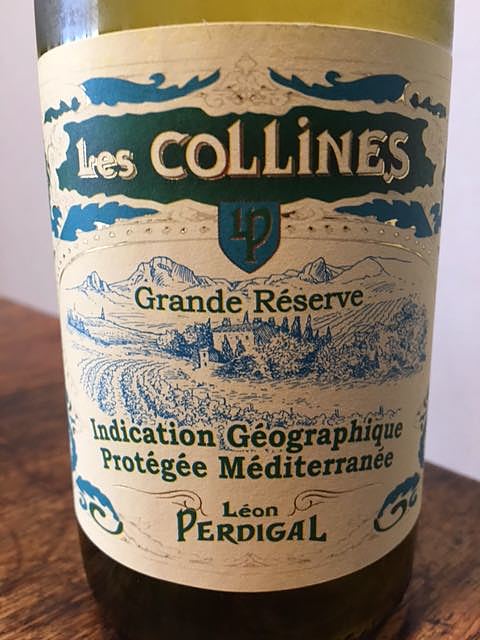 Les COLLiNES
LP
Grande Réserve
Indication Géographique
Protégée Méditerranée
Léon
PERDIGAL